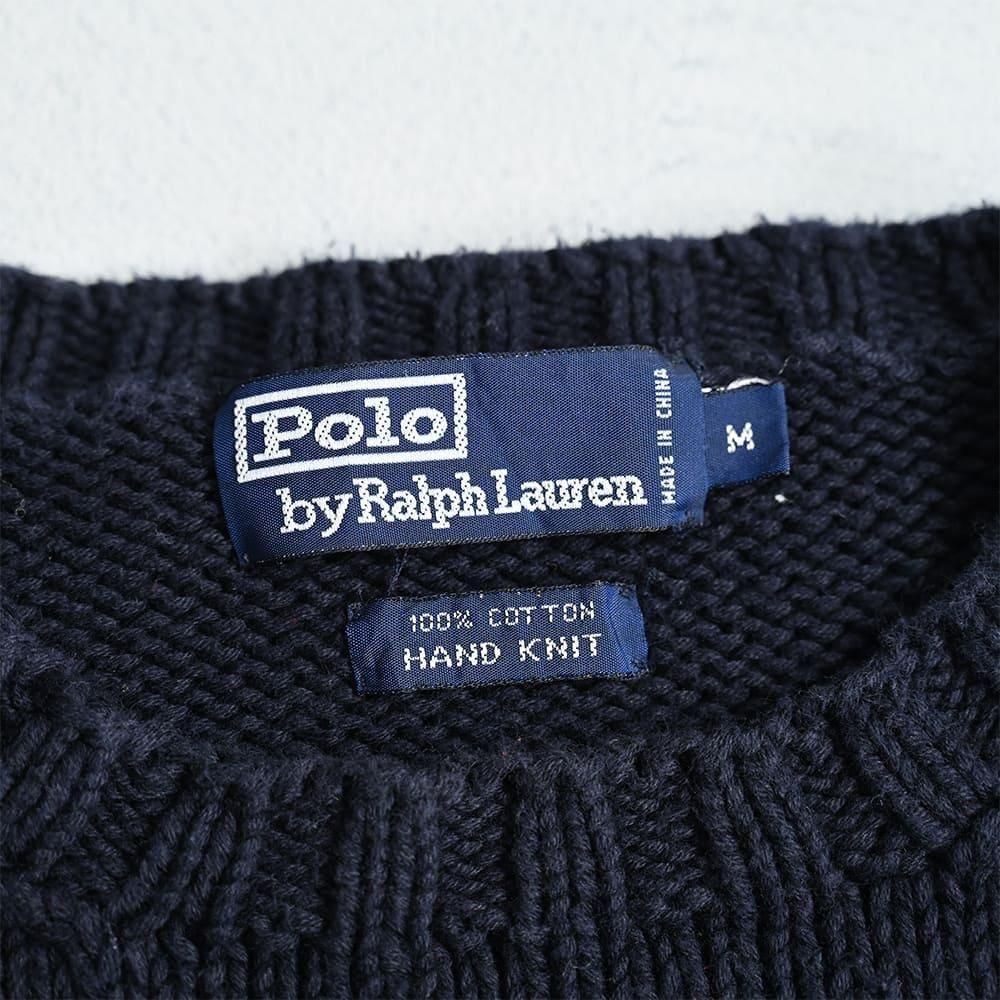 Polo
by Ralph Lauren
MADE IN CHINA
M
100% COTTON
HAND KNIT